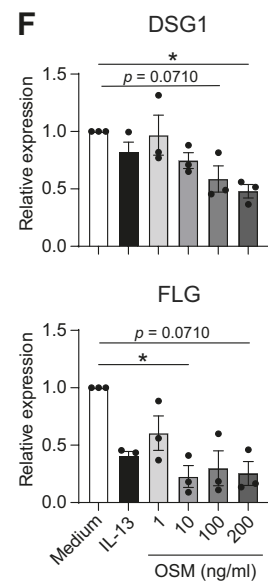 F
DSG1
*
p = 0.0710
Relative expression
1.5
1.0
0.5
0.0
FLG
p = 0.0710
*
Relative expression
1.5
1.0
0.5
0.0
Medium
IL-13
1
10
100
200
OSM (ng/ml)